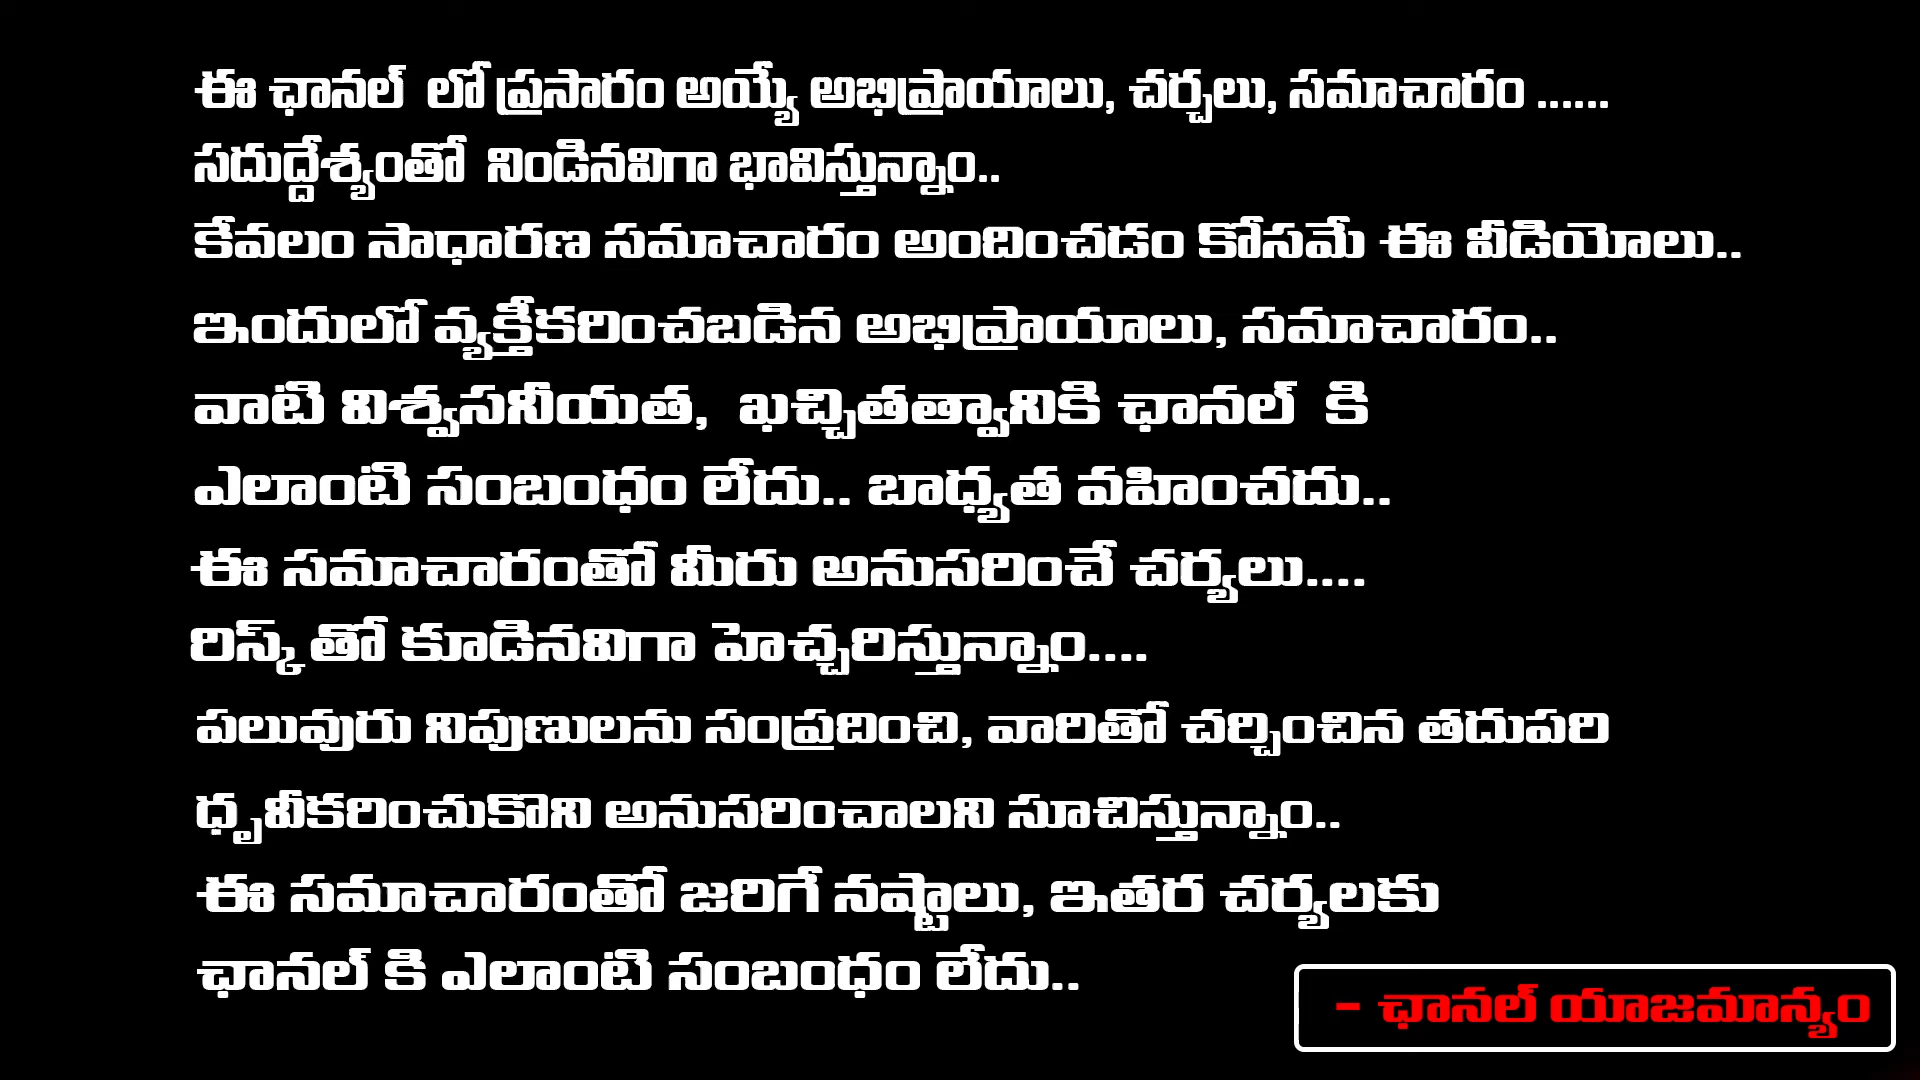 ఈ ఛానల్ లో ప్రసారం అయ్యే అభిప్రాయాలు, చర్చలు, సమాచారం ......
సదుద్దేశ్యంతో నిండినవిగా భావిస్తున్నాం..
కేవలం సాధారణ సమాచారం అందించడం కోసమే ఈ వీడియోలు..
ఇందులో వ్యక్తీకరించబడిన అభిప్రాయాలు, సమాచారం..
వాటి విశ్వసనీయత, ఖచ్చితత్వానికి ఛానల్ కి
ఎలాంటి సంబంధం లేదు.. బాధ్యత వహించదు..
ఈ సమాచారంతో మీరు అనుసరించే చర్యలు....
రిస్క్ తో కూడినవిగా హెచ్చరిస్తున్నాం....
పలువురు నిపుణులను సంప్రదించి, వారితో చర్చించిన తదుపరి
ధృవీకరించుకొని అనుసరించాలని సూచిస్తున్నాం..
ఈ సమాచారంతో జరిగే నష్టాలు, ఇతర చర్యలకు
ఛానల్ కి ఎలాంటి సంబంధం లేదు..
- ఛానల్ యాజమాన్యం